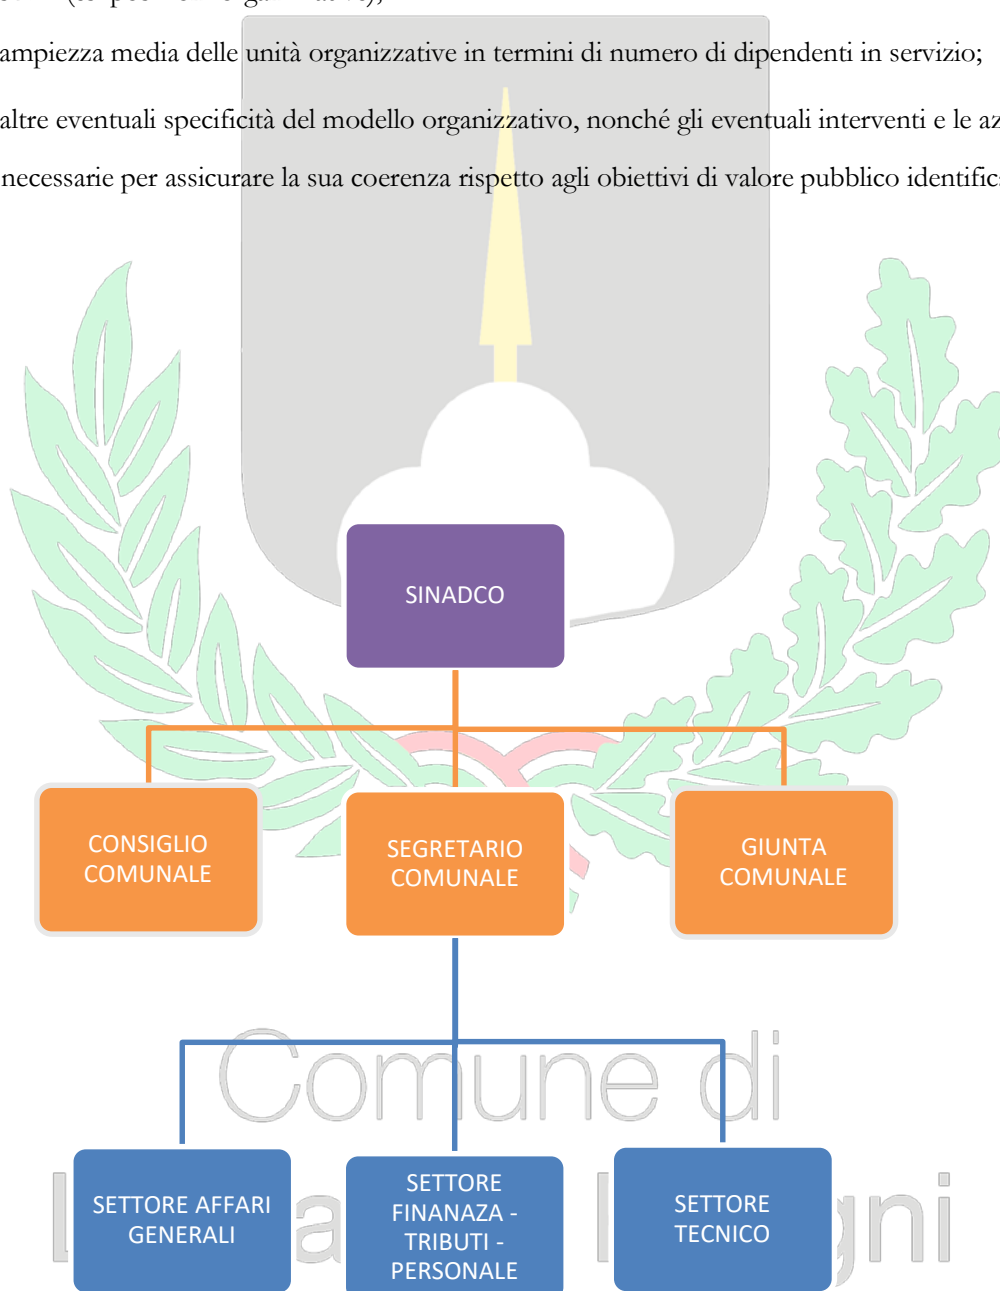 ampiezza media delle unità organizzative in termini di numero di dipendenti in servizio;
altre eventuali specificità del modello organizzativo, nonché gli eventuali interventi e le
necessarie per assicurare la sua coerenza rispetto agli obiettivi di valore pubblico
SINADCO
CONSIGLIO
COMUNALE
SEGRETARIO
COMUNALE
GIUNTA
COMUNALE
Comune di
SETTORE AFFARI
GENERALI
SETTORE
FINANAZA -
TRIBUTI -
PERSONALE
SETTORE
TECNICO